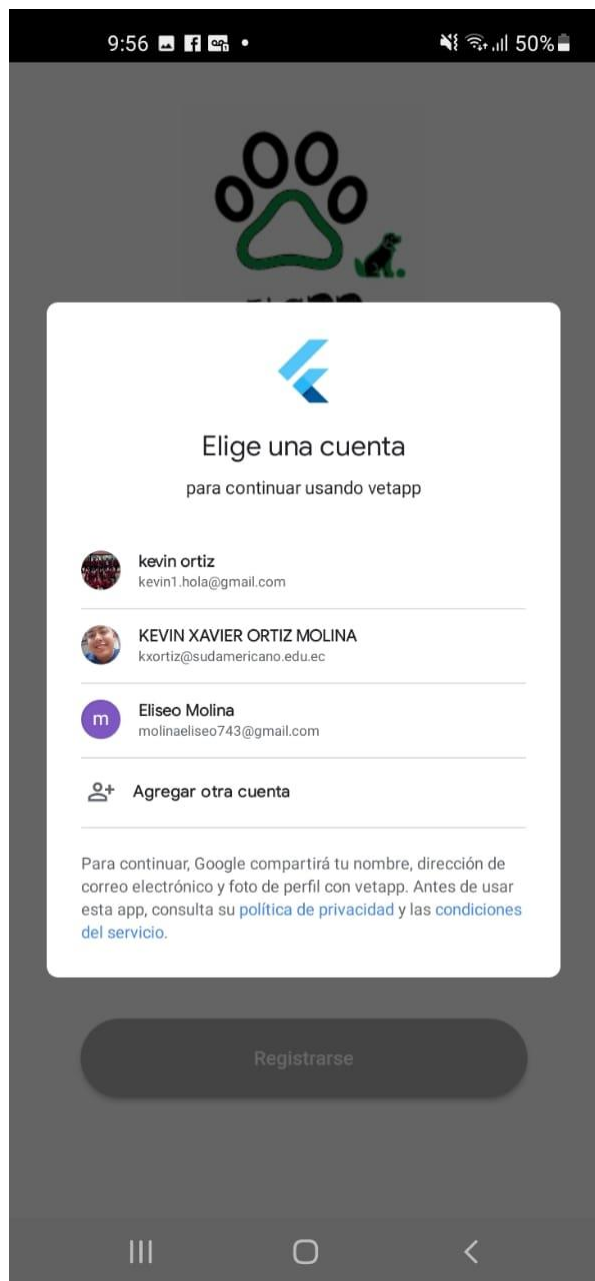 9:56
50%
Elige una cuenta
para continuar usando vetapp
kevin ortiz
kevin1.hola@gmail.com
KEVIN XAVIER ORTIZ MOLINA
kxortiz@sudamericano.edu.ec
m
Eliseo Molina
molinaeliseo743@gmail.com
Agregar otra cuenta
Para continuar, Google compartirá tu nombre, dirección de
correo electrónico y foto de perfil con vetapp. Antes de usar
esta app, consulta su política de privacidad y las condiciones
del servicio.
Registrarse